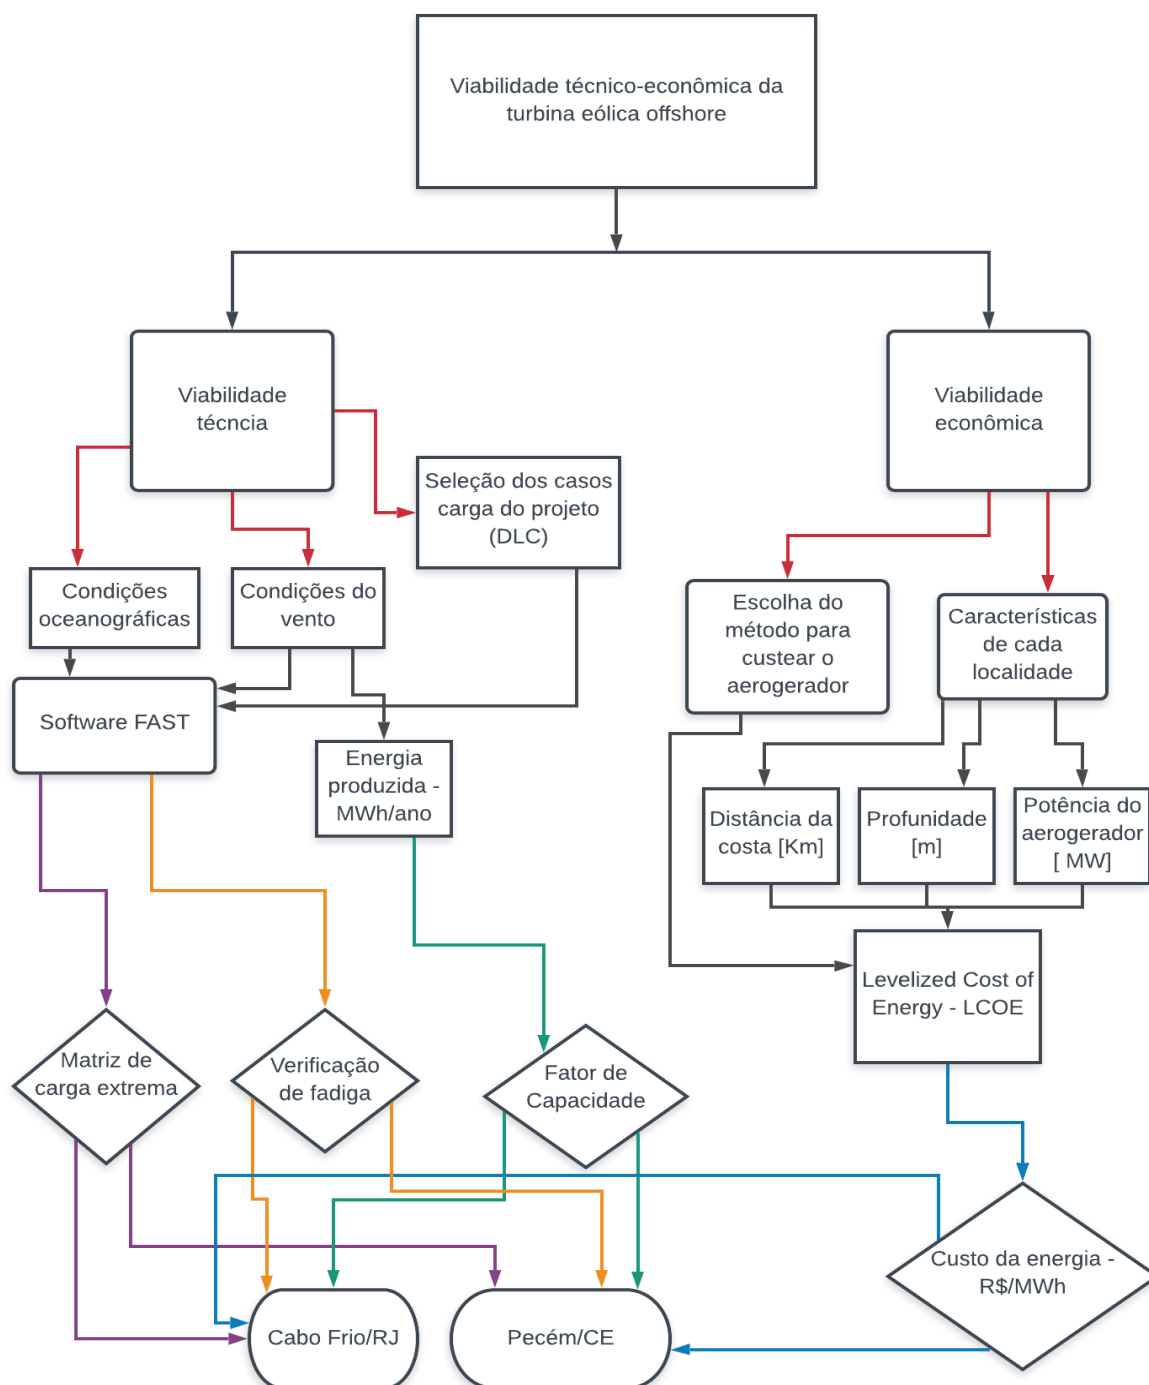 Viabilidade técnico-econômica da
turbina eólica offshore
Viabilidade
técncia
Viabilidade
econômica
Seleção dos casos
carga do projeto
(DLC)
Condições
oceanográficas
Condições do
vento
Escolha do
método para
custear o
aerogerador
Características
de cada
localidade
Software FAST
Energia
produzida -
MWh/ano
Distância da
costa [Km]
Profunidade
[m]
Potência do
aerogerador
[ MW]
Levelized Cost of
Energy - LCOE
Matriz de
carga extrema
Verificação
de fadiga
Fator de
Capacidade
Custo da energia -
R$/MWh
Cabo Frio/RJ
Pecém/CE